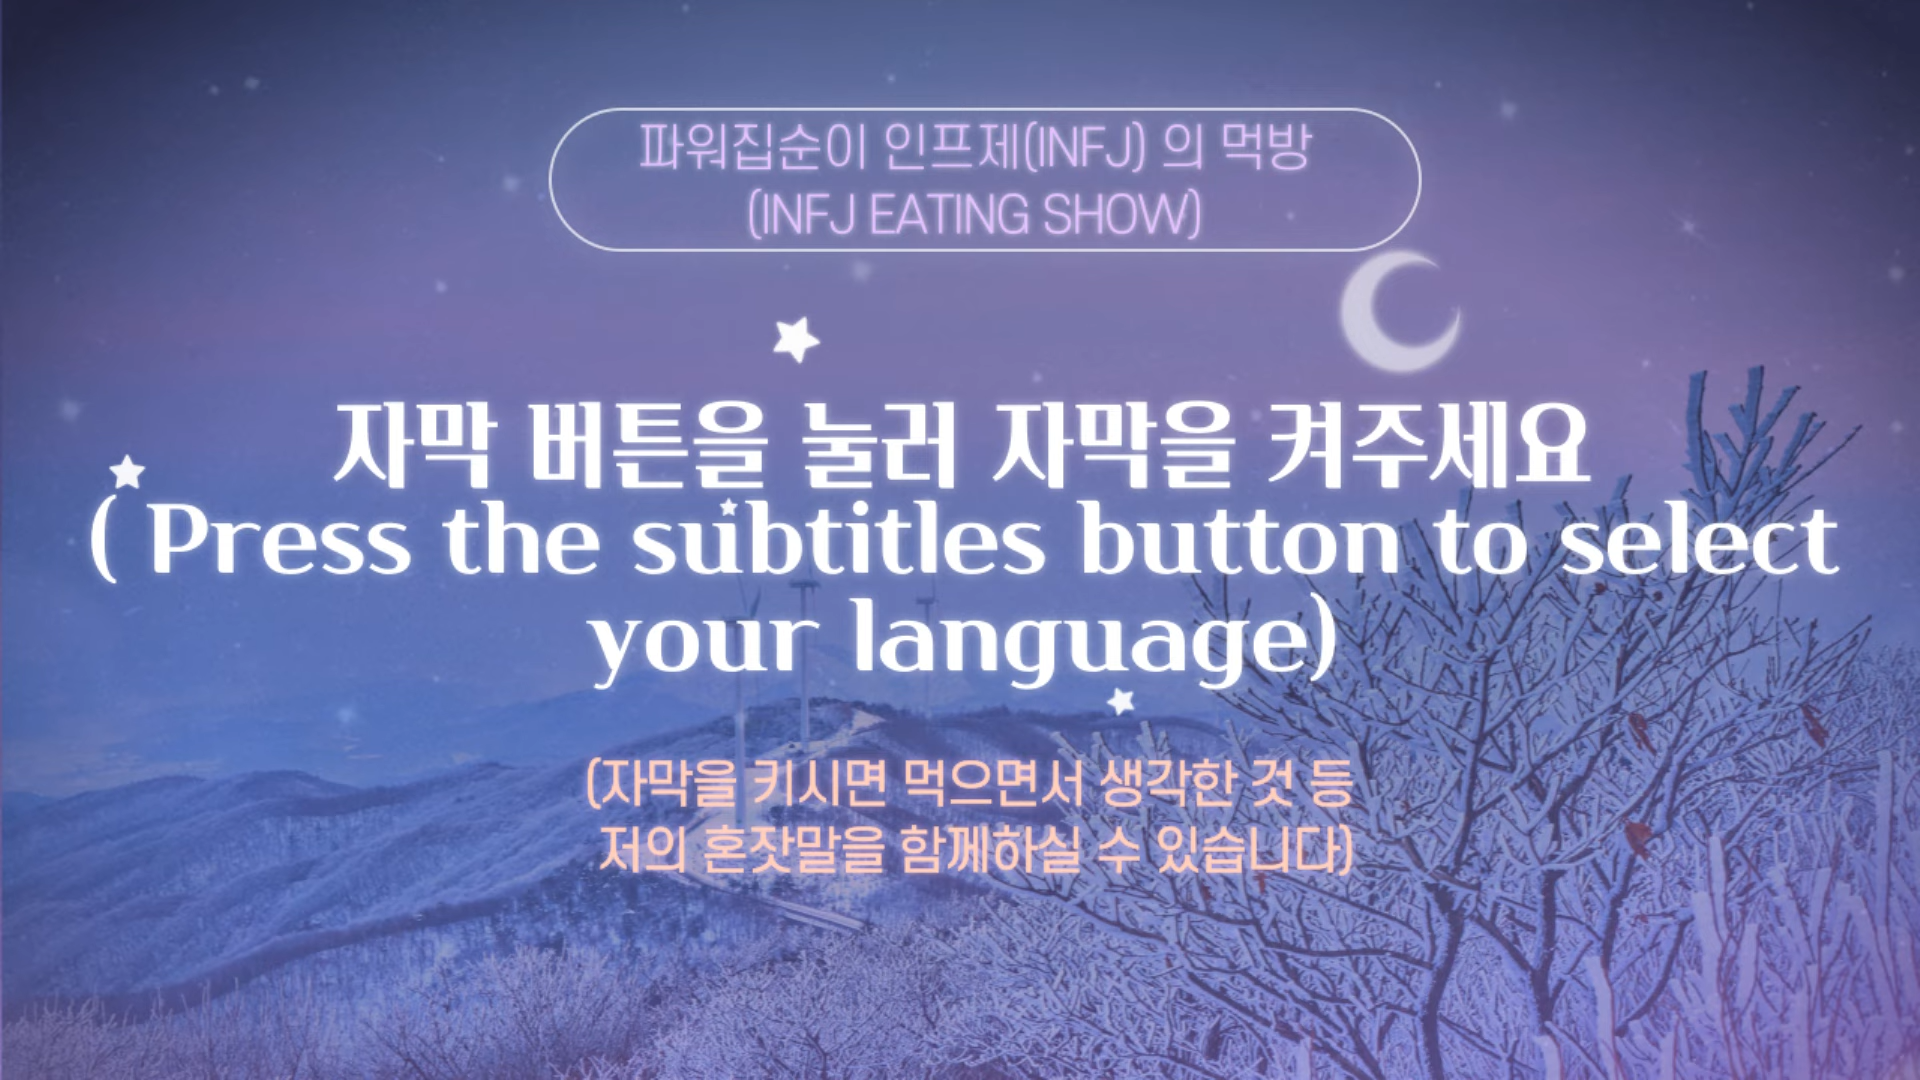 파워집순이 인프제(INFJ) 의 먹방
(INFJ EATING SHOW)
자막 버튼을 눌러 자막을 켜주세요
( Press the subtitles button to select
your language)
(자막을 키시면 먹으면서 생각한 것 등
저의 혼잣말을 함께하실 수 있습니다)